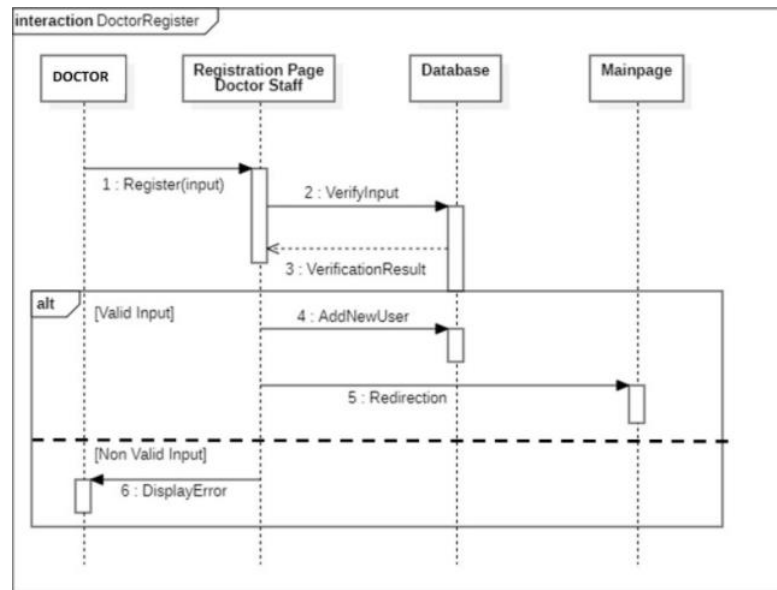 interaction DoctorRegister
DOCTOR
Registration Page
Doctor Staff
Database
Mainpage
1 : Register(input)
2 : VerifyInput
3 : VerificationResult
alt
[Valid Input]
4 : AddNewUser
5 : Redirection
[Non Valid Input]
6 : DisplayError